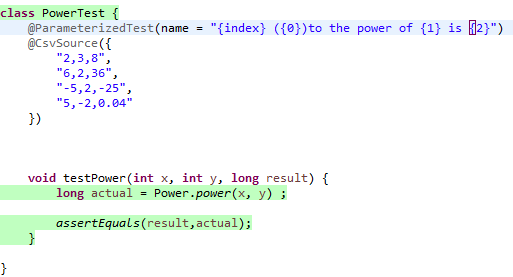 class PowerTest {
@ParameterizedTest(name = "{index} ({0})to the power of {1} is {2}")
@CsvSource({
"2,3,8",
"6,2,36",
"-5,2,-25",
"5,-2,0.04"
})
void testPower(int x, int y, long result) {
long actual = Power.power(x, y) ;
assertEquals(result,actual);
}
}